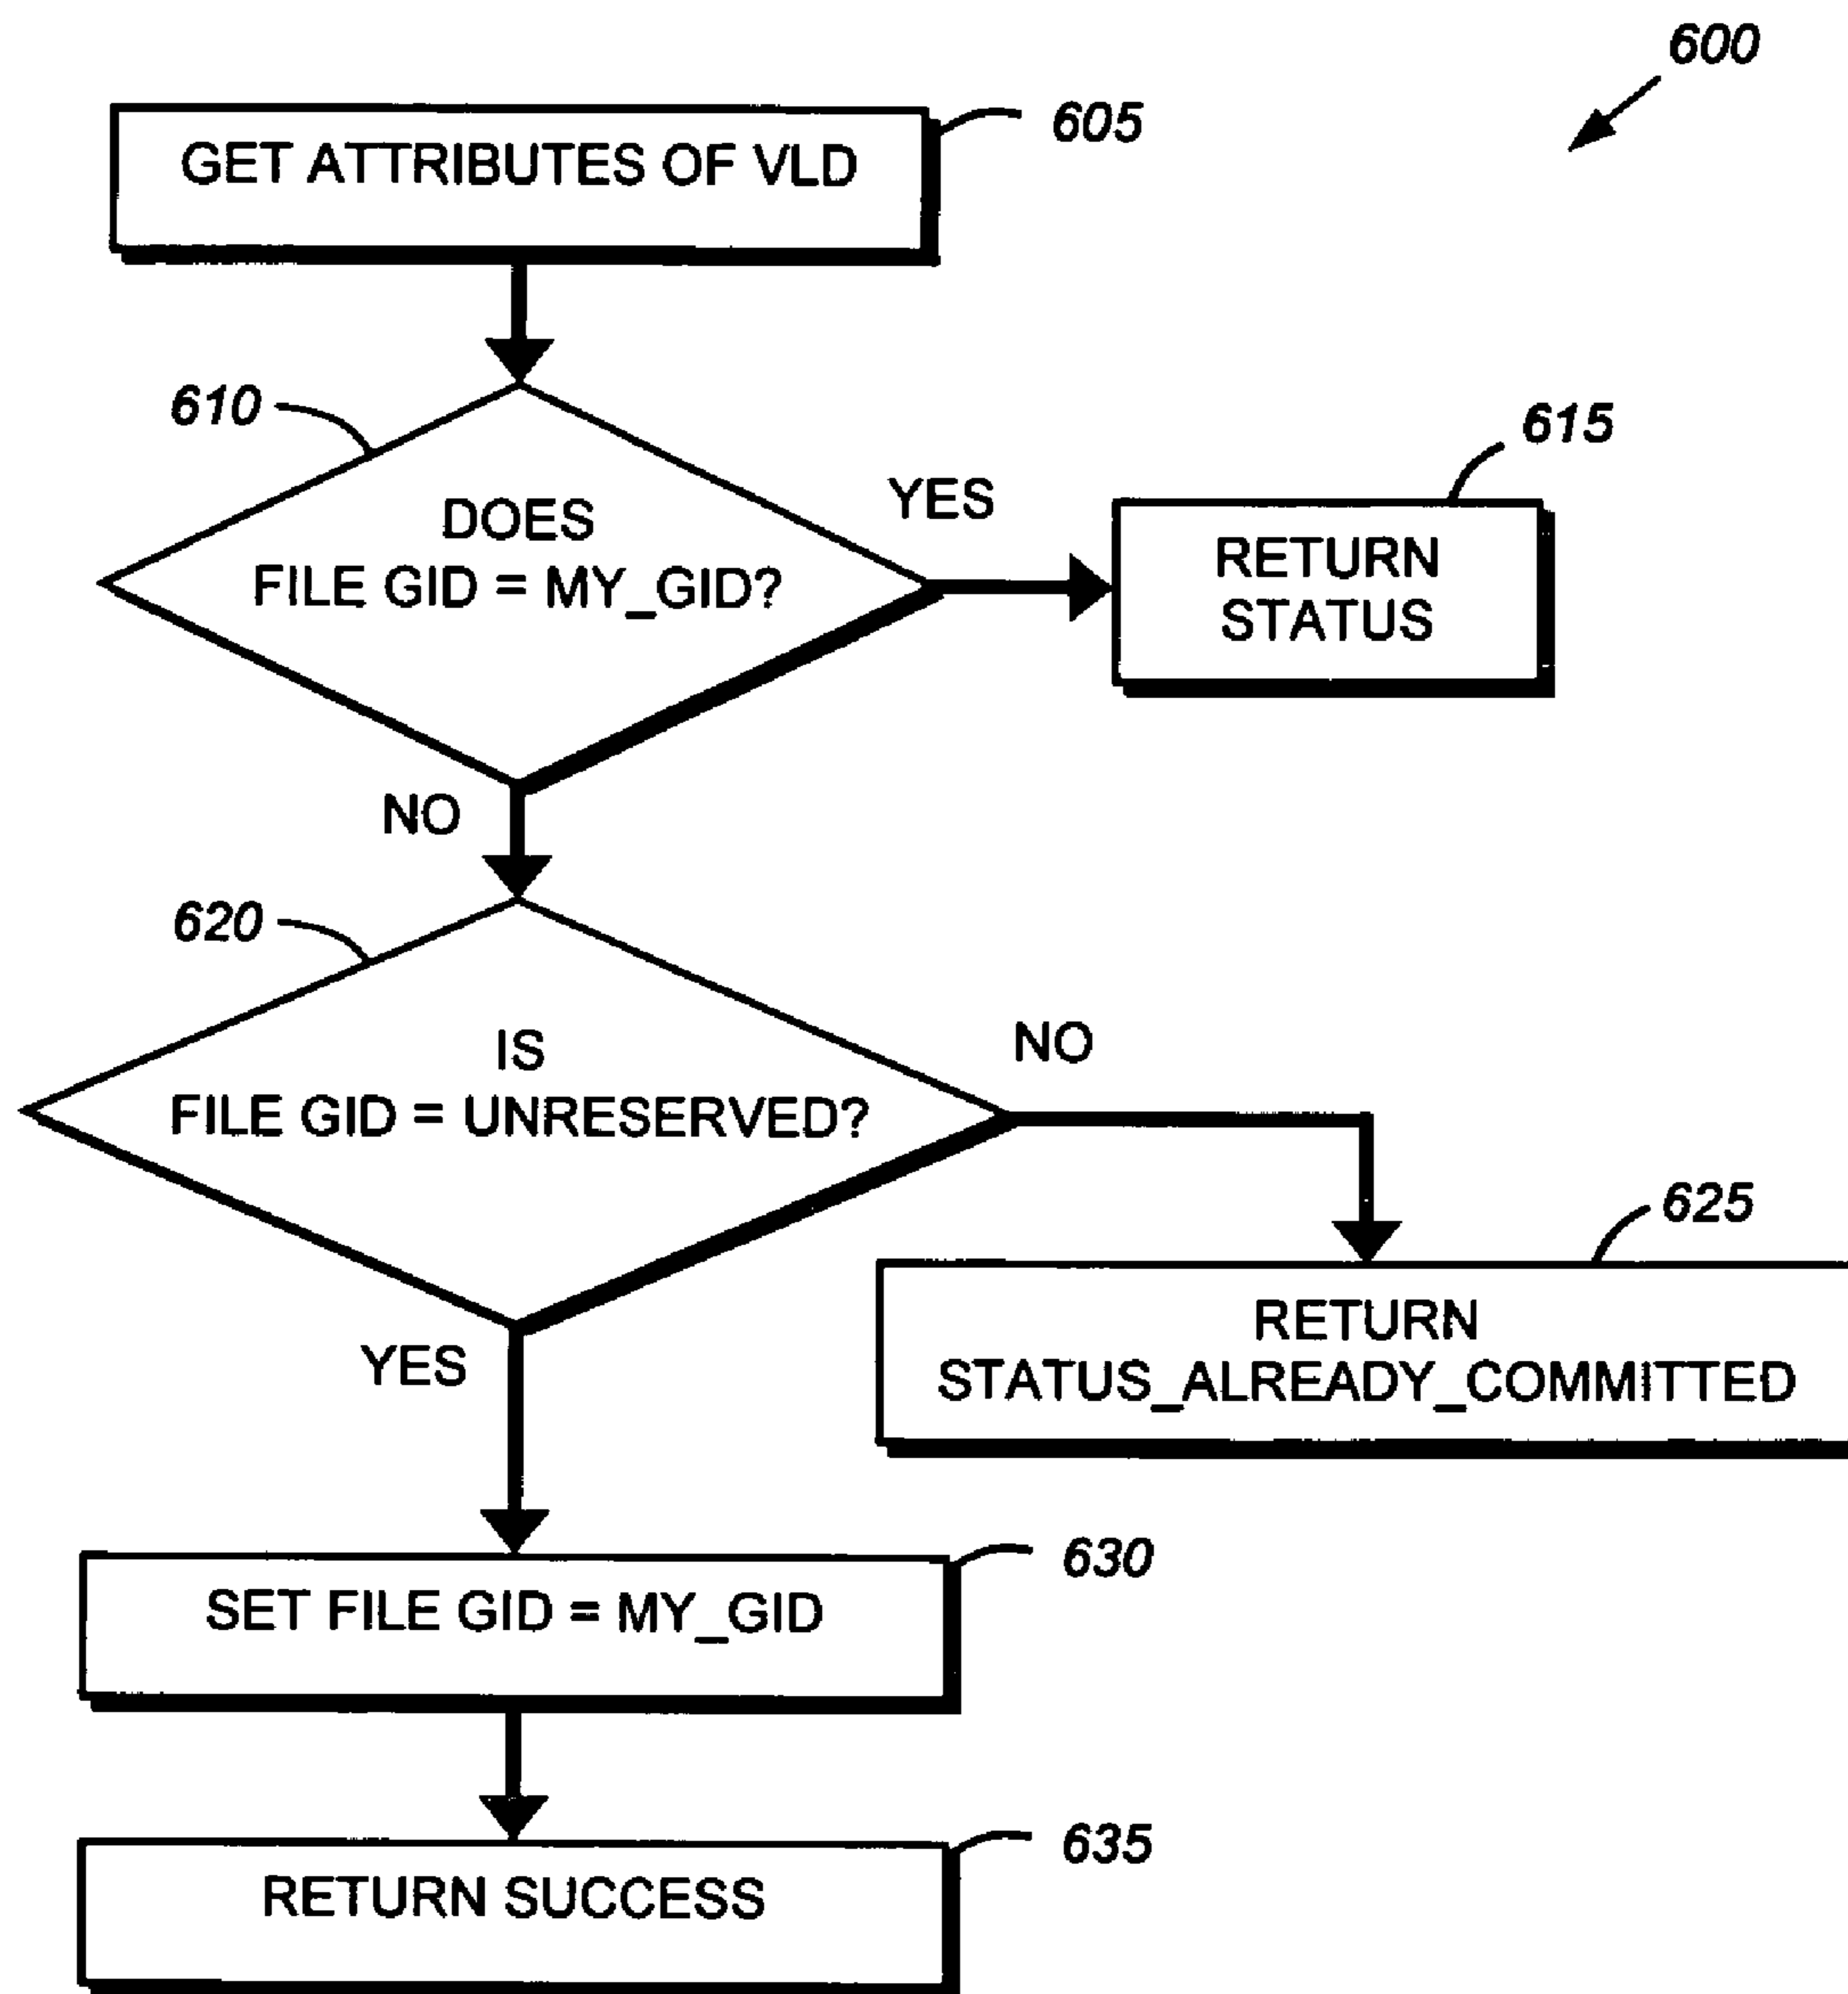 600
605
GET ATTRIBUTES OF VLD
610
DOES
FILE GID = MY_GID?
YES
615
RETURN
STATUS
NO
620
IS
FILE GID = UNRESERVED?
NO
625
RETURN
STATUS_ALREADY_COMMITTED
YES
630
SET FILE GID = MY_GID
635
RETURN SUCCESS